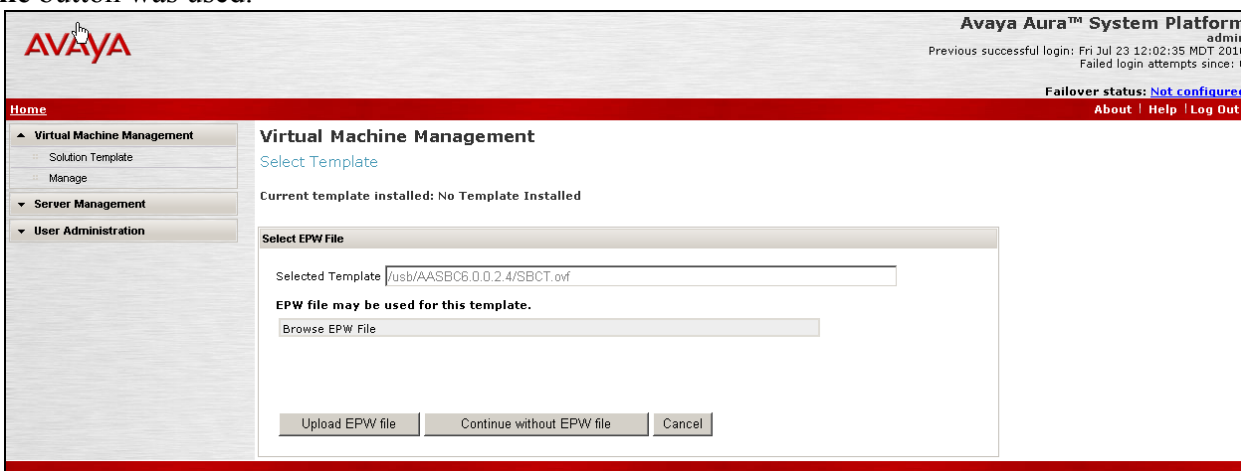 button was used.
AVAYA
Avaya Aura™ System Platform
admin
Previous successful login: Fri Jul 23 12:02:35 MDT
Failed login attempts since:
Failover status: Not configured
Home
About | Help | Log Out
Virtual Machine Management
Solution Template
Manage
Server Management
User Administration
Virtual Machine Management
Select Template
Current template installed: No Template Installed
Select EPW File
Selected Template /usb/AASBC6.0.0.2.4/SBCT.ovf
EPW file may be used for this template.
Browse EPW File
Upload EPW file Continue without EPW file Cancel